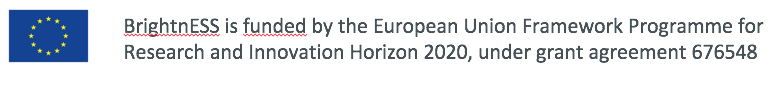 BrightnESS is funded by the European Union Framework Programme for
Research and Innovation Horizon 2020, under grant agreement 676548